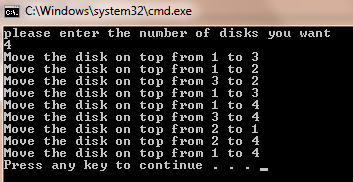 C:\Windows\system32\cmd.exe
please enter the number of disks you want
4
Move the disk on top from 1 to 3
Move the disk on top from 1 to 2
Move the disk on top from 3 to 2
Move the disk on top from 1 to 3
Move the disk on top from 1 to 4
Move the disk on top from 3 to 4
Move the disk on top from 2 to 1
Move the disk on top from 2 to 4
Move the disk on top from 1 to 4
Press any key to continue . . . _